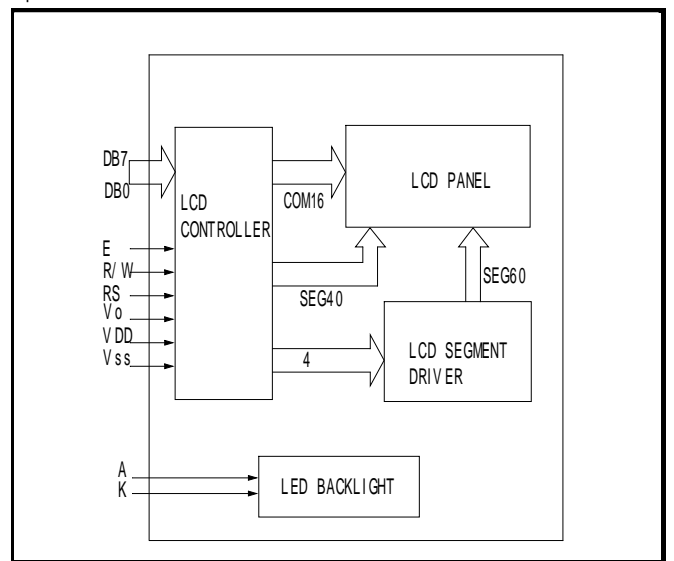 DB7
DB0
LCD
CONTROLLER
COM16
LCD PANEL
E
R/W
RS
Vo
VDD
Vss
SEG40
SEG60
4
LCD SEGMENT
DRIVER
A
K
LED BACKLIGHT